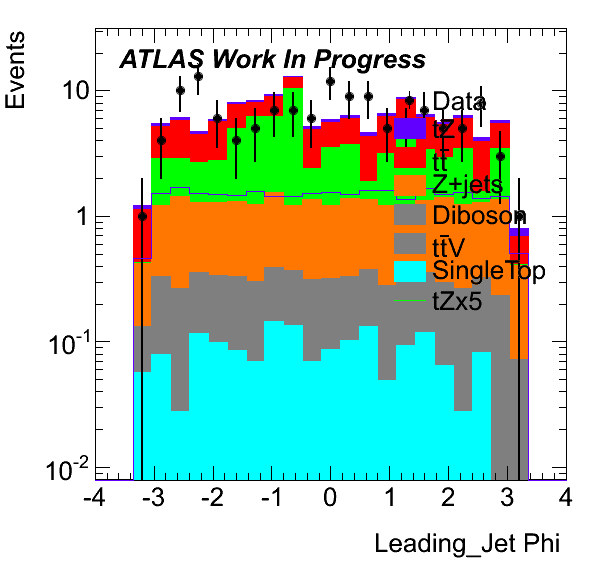 Events
ATLAS Work In Progress
10
1
10⁻¹
10⁻²
Data
tZ
tt̄
Z+jets
Diboson
tt̄V
SingleTop
tZx5
-4 -3 -2 -1 0 1 2 3 4
Leading_Jet Phi